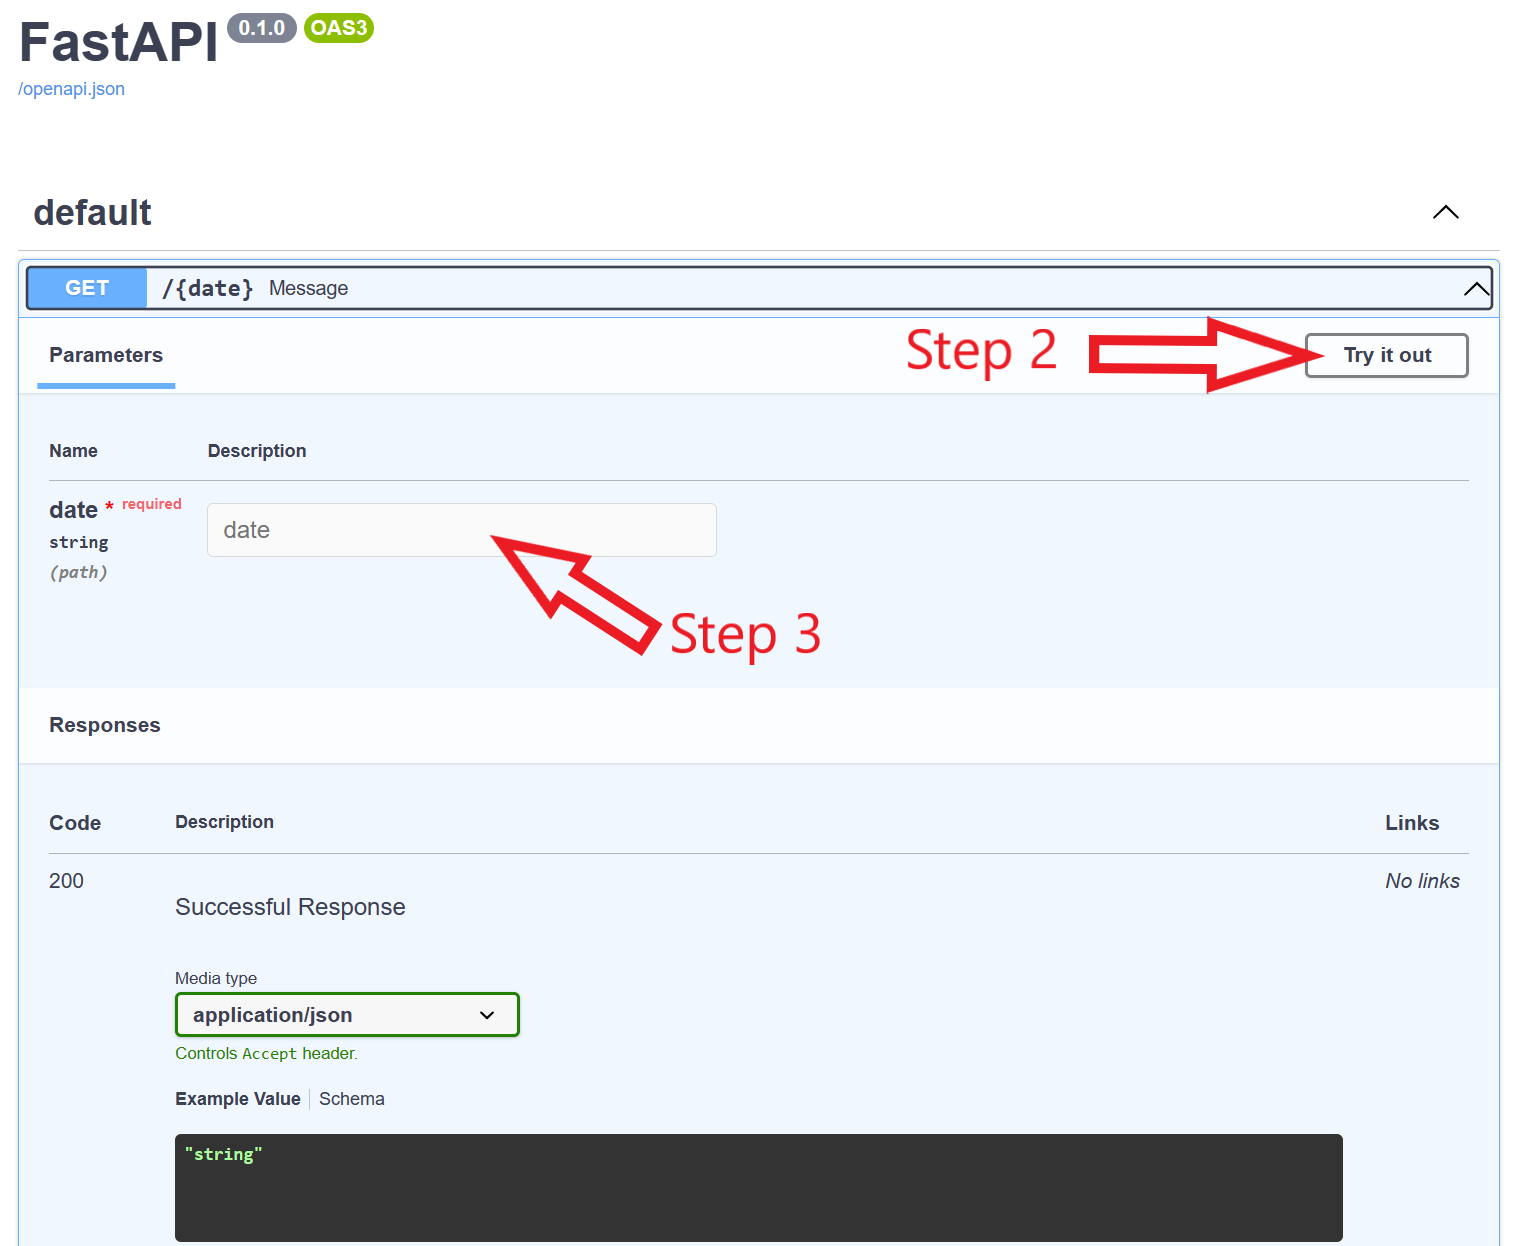 FastAPI 0.1.0 OAS3
/openapi.json
default
GET /{date} Message
Parameters
Step 2
Try it out
Name Description
date * required
string
(path)
date
Step 3
Responses
Code Description Links
200
Successful Response
No links
Media type
application/json
Controls Accept header.
Example Value Schema
"string"